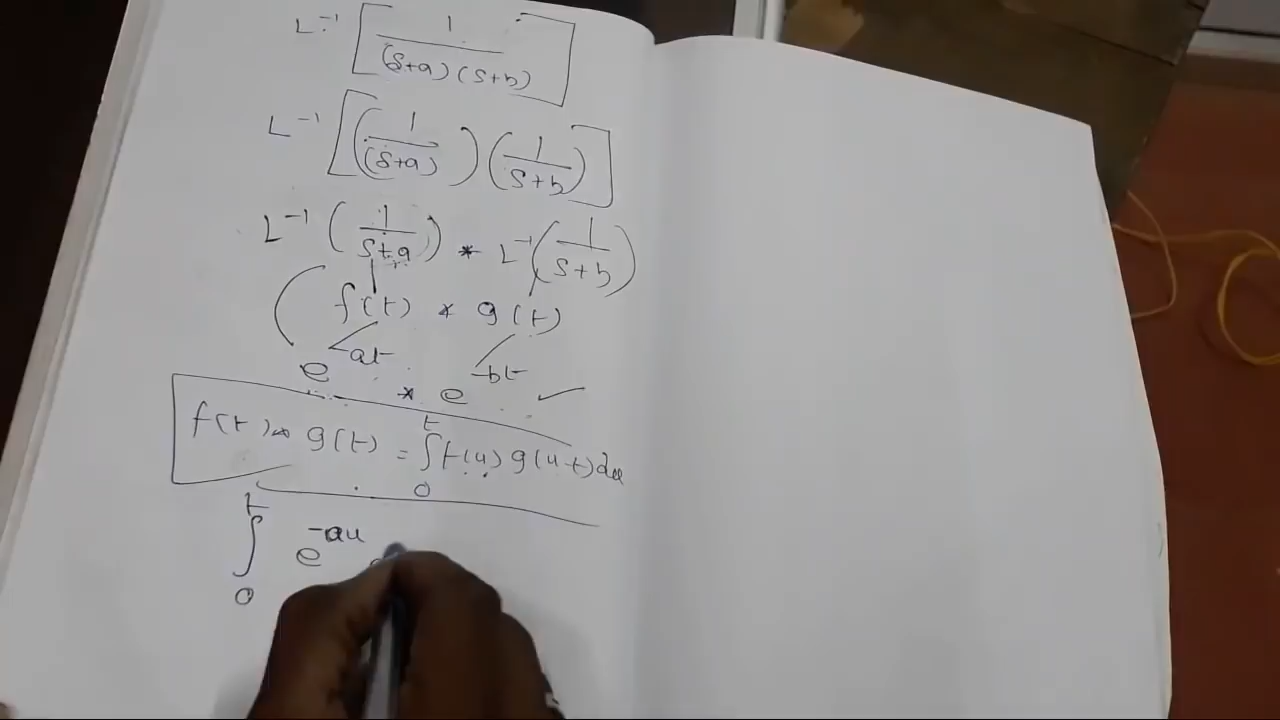 L⁻¹ [ 1 / (s+a)(s+b) ]
L⁻¹ [ ( 1 / (s+a) ) ( 1 / s+b ) ]
L⁻¹ ( 1 / s+a ) * L⁻¹ ( 1 / s+b )
( f(t) * g(t)
e^{-at} * e^{-bt} ✓
f(t) * g(t) = ∫₀ᵗ f(u) g(u-t) du
∫₀ᵗ e^{-au}